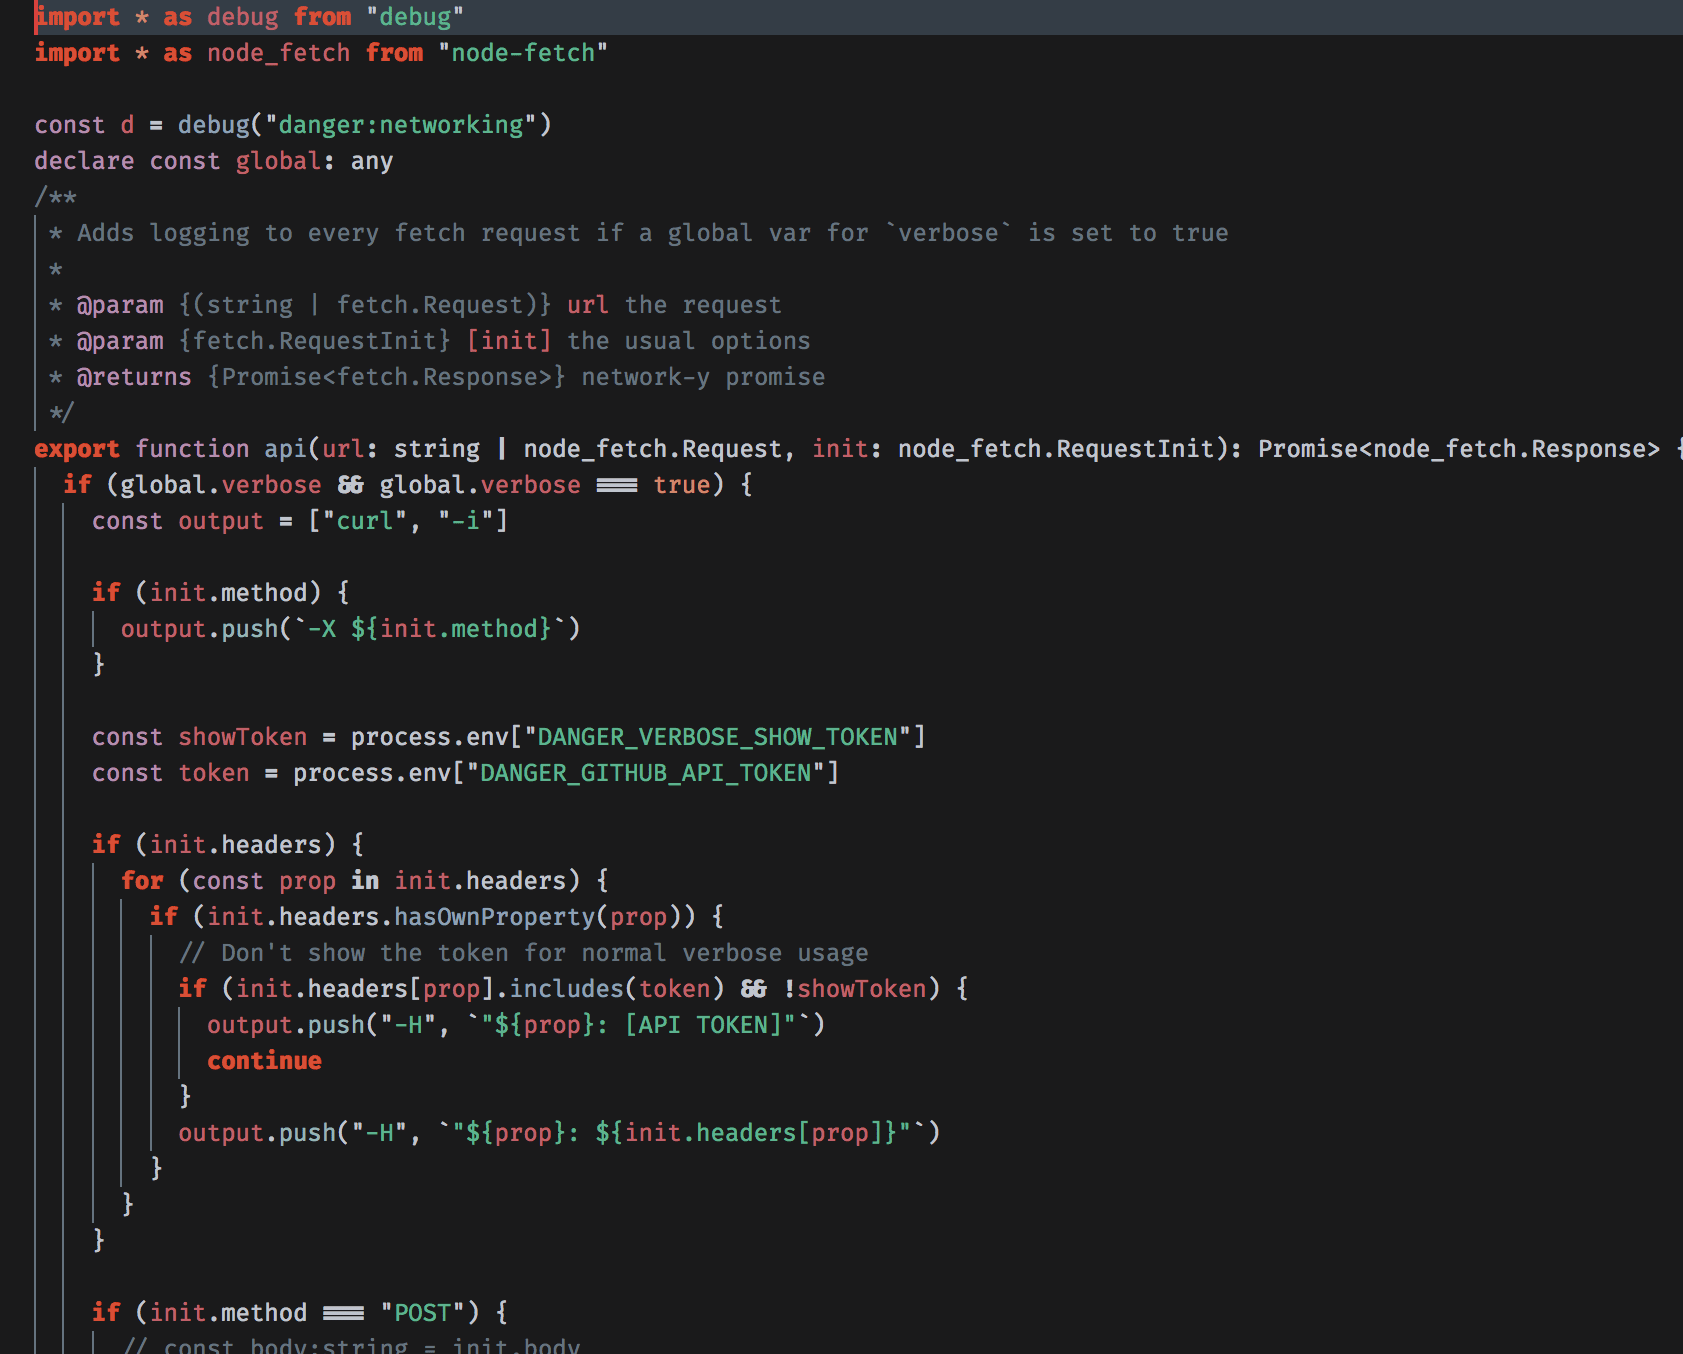 import * as debug from "debug"
import * as node_fetch from "node-fetch"
const d = debug("danger:networking")
declare const global: any
/**
* Adds logging to every fetch request if a global var for `verbose` is set to true
*
* @param {(string | fetch.Request)} url the request
* @param {fetch.RequestInit} [init] the usual options
* @returns {Promise<fetch.Response>} network-y promise
*/
export function api(url: string | node_fetch.Request, init: node_fetch.RequestInit): Promise<node_fetch.Response> {
if (global.verbose && global.verbose === true) {
const output = ["curl", "-i"]
if (init.method) {
output.push(`-X ${init.method}`)
}
const showToken = process.env["DANGER_VERBOSE_SHOW_TOKEN"]
const token = process.env["DANGER_GITHUB_API_TOKEN"]
if (init.headers) {
for (const prop in init.headers) {
if (init.headers.hasOwnProperty(prop)) {
// Don't show the token for normal verbose usage
if (init.headers[prop].includes(token) && !showToken) {
output.push("-H", `"${prop}: [API TOKEN]"`)
continue
}
output.push("-H", `"${prop}: ${init.headers[prop]}"`)
}
}
}
if (init.method === "POST") {
// const body:string = init.body